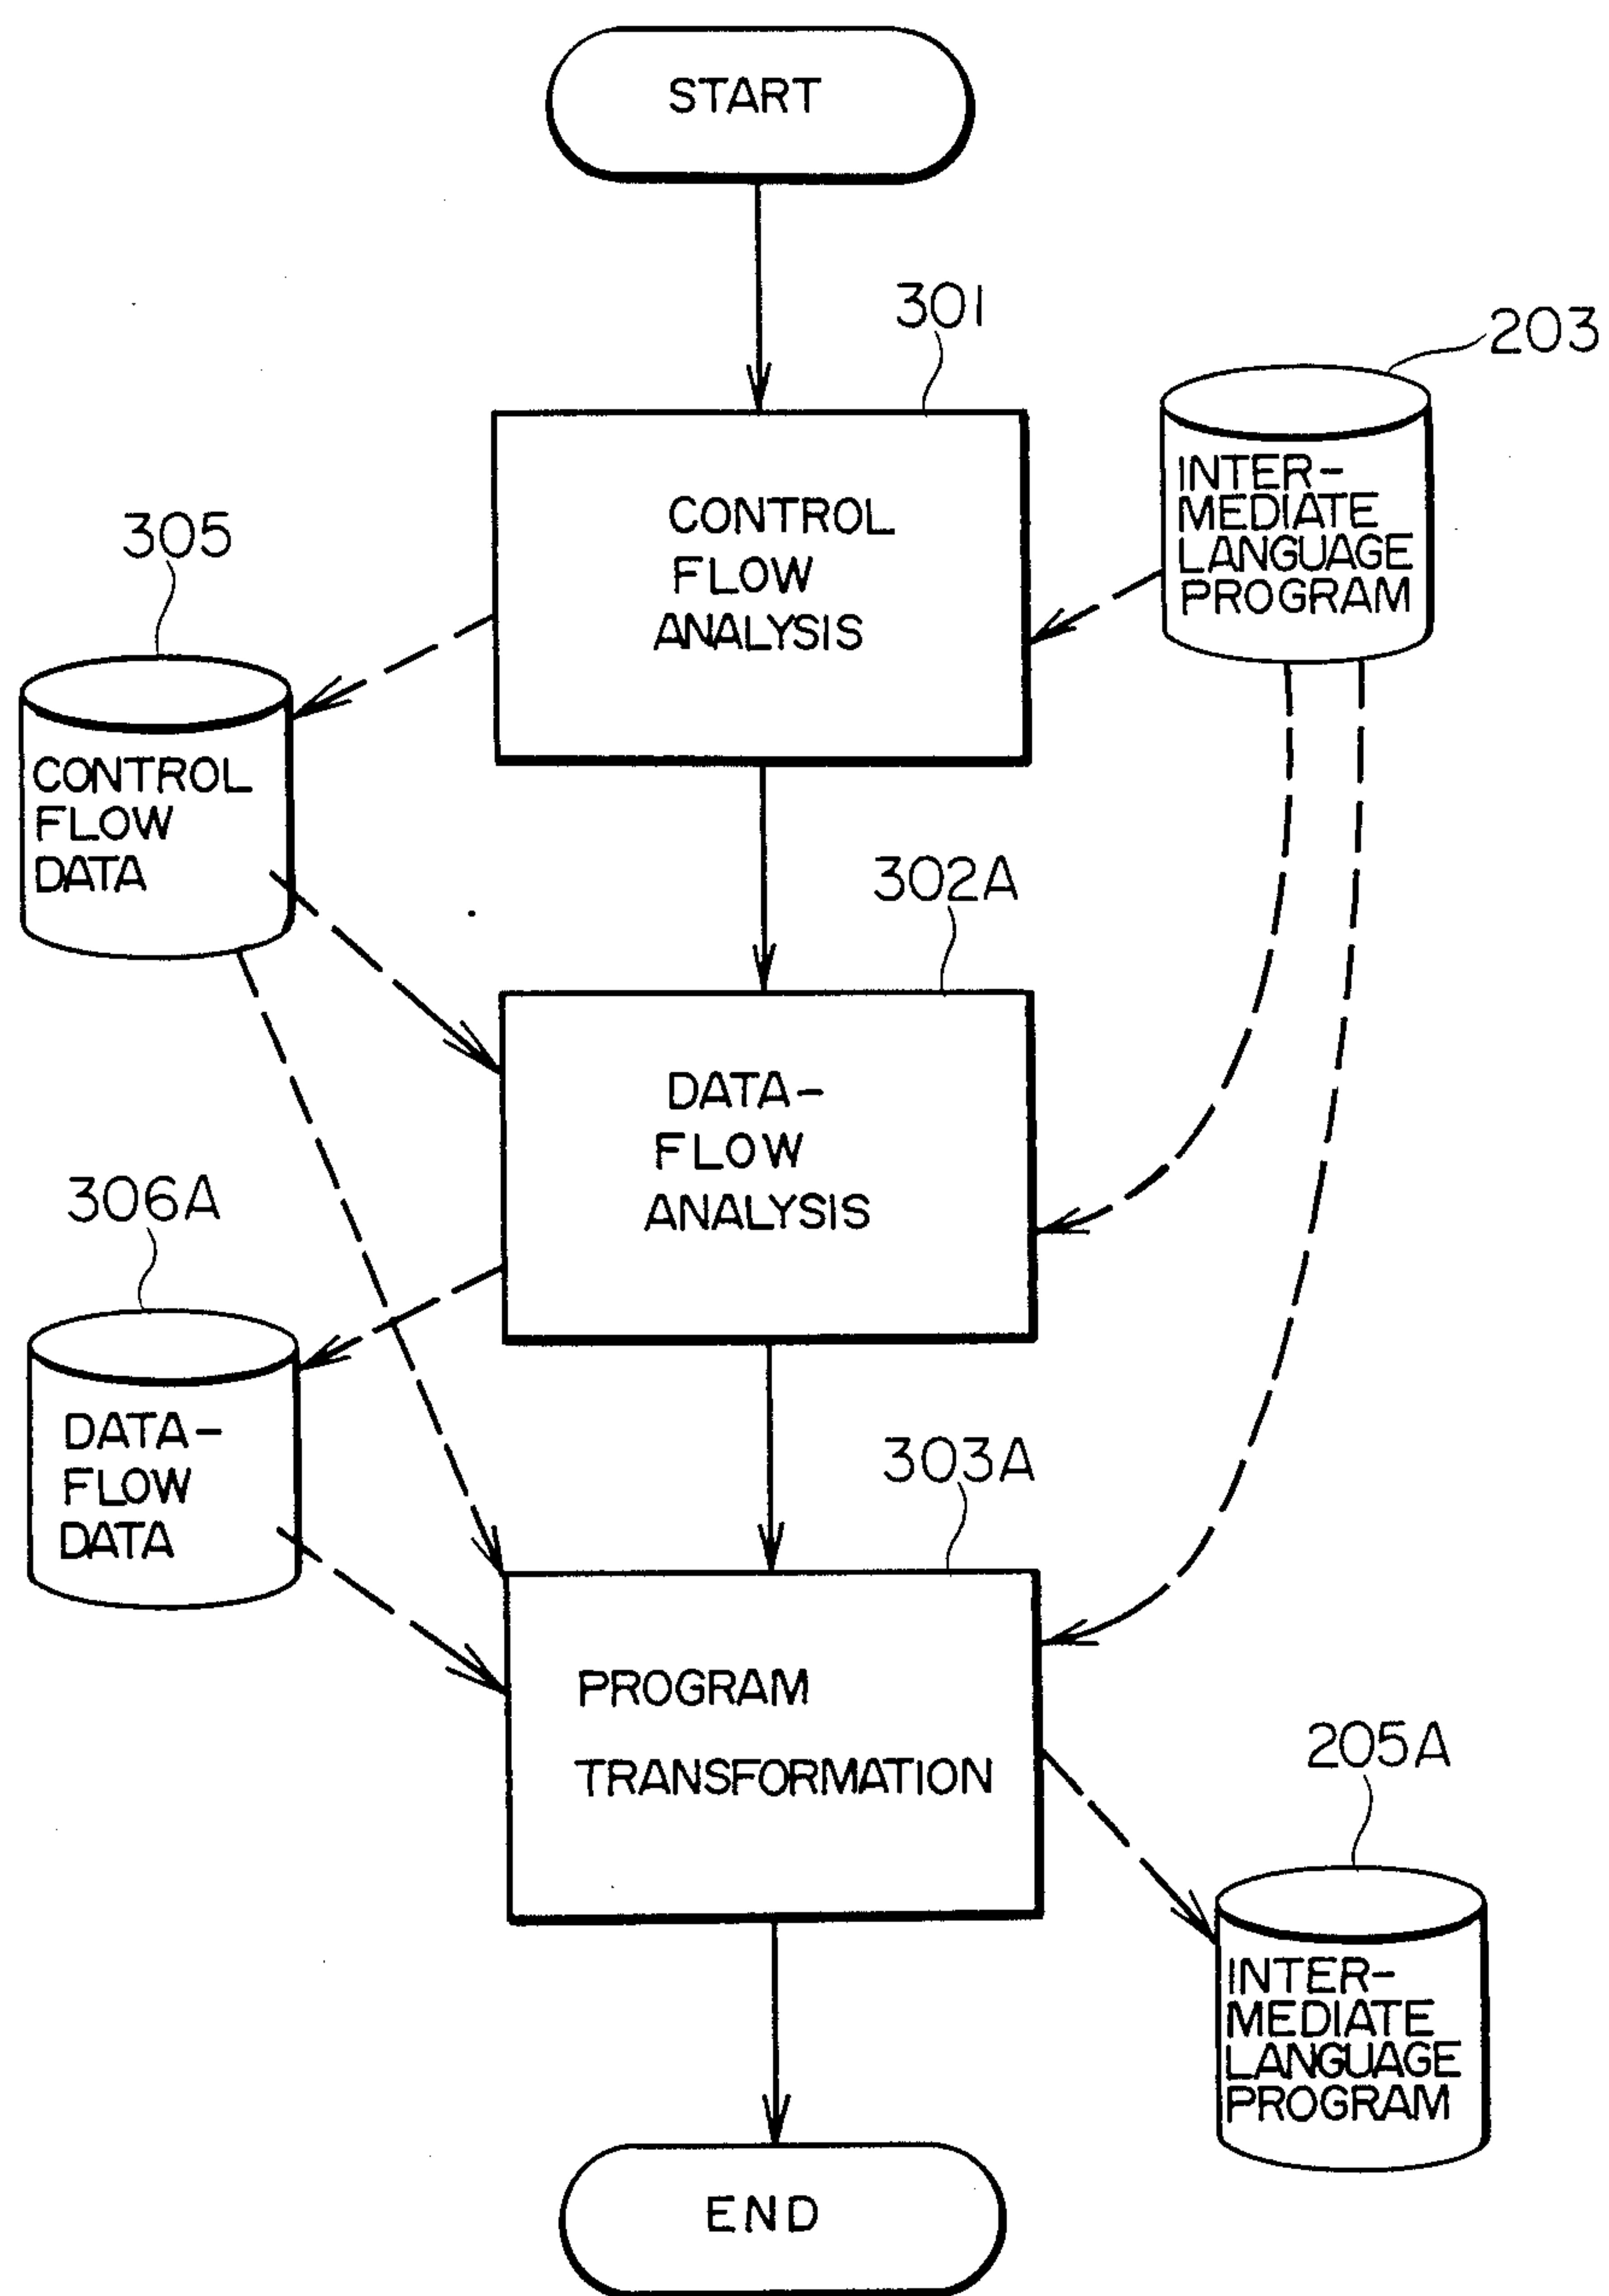 START
301
203
CONTROL
FLOW
ANALYSIS
INTER-
MEDIATE
LANGUAGE
PROGRAM
305
CONTROL
FLOW
DATA
302A
DATA-
FLOW
ANALYSIS
306A
DATA-
FLOW
DATA
303A
PROGRAM
TRANSFORMATION
205A
INTER-
MEDIATE
LANGUAGE
PROGRAM
END